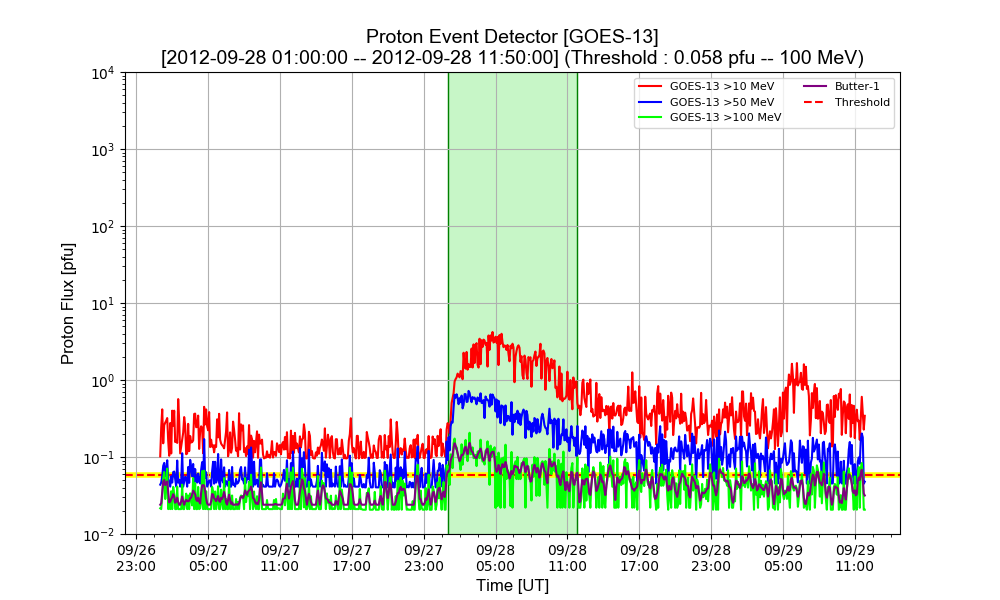 Proton Event Detector [GOES-13]
[2012-09-28 01:00:00 -- 2012-09-28 11:50:00] (Threshold : 0.058 pfu -- 100 MeV)
GOES-13 >10 MeV
GOES-13 >50 MeV
GOES-13 >100 MeV
Butter-1
Threshold
Proton Flux [pfu]
10^4
10^3
10^2
10^1
10^0
10^−1
10^−2
09/26 09/27 09/27 09/27 09/27 09/28 09/28 09/28 09/28 09/29 09/29
23:00 05:00 11:00 17:00 23:00 05:00 11:00 17:00 23:00 05:00 11:00
Time [UT]